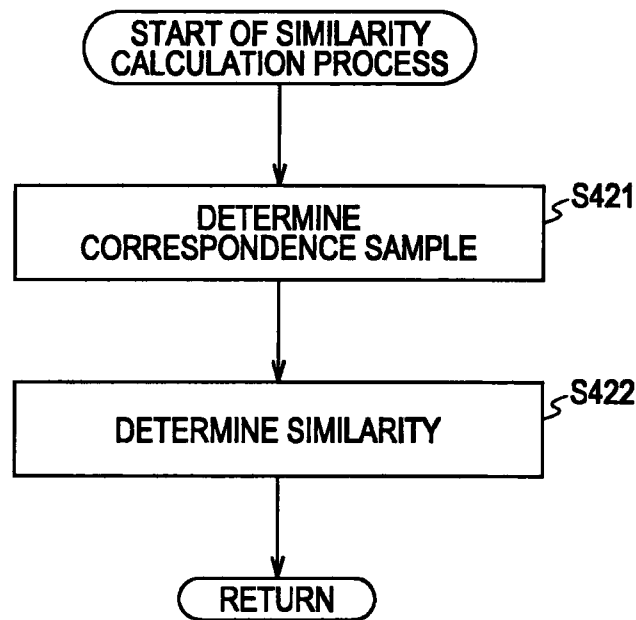 START OF SIMILARITY
CALCULATION PROCESS
S421
DETERMINE
CORRESPONDENCE SAMPLE
S422
DETERMINE SIMILARITY
RETURN